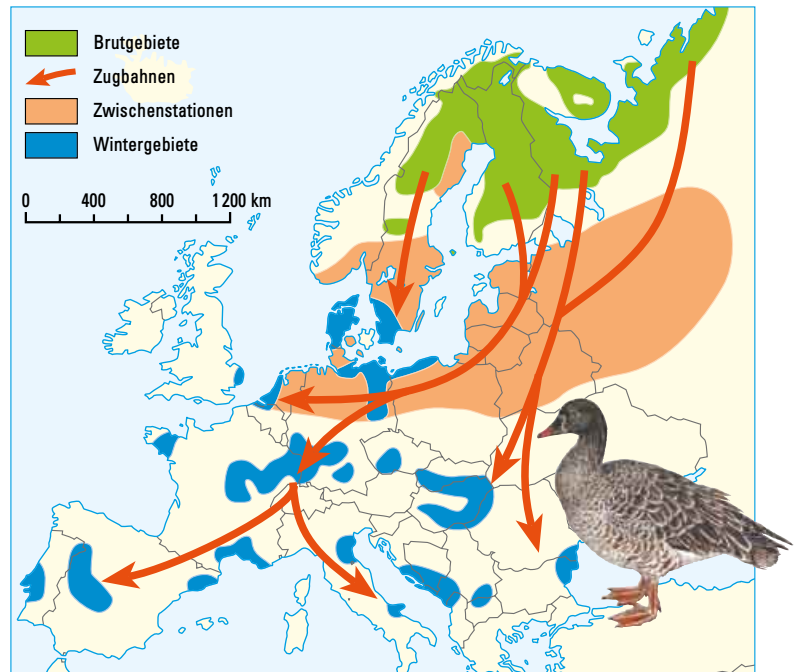 Brutgebiete
Zugbahnen
Zwischenstationen
Wintergebiete
0 400 800 1200 km